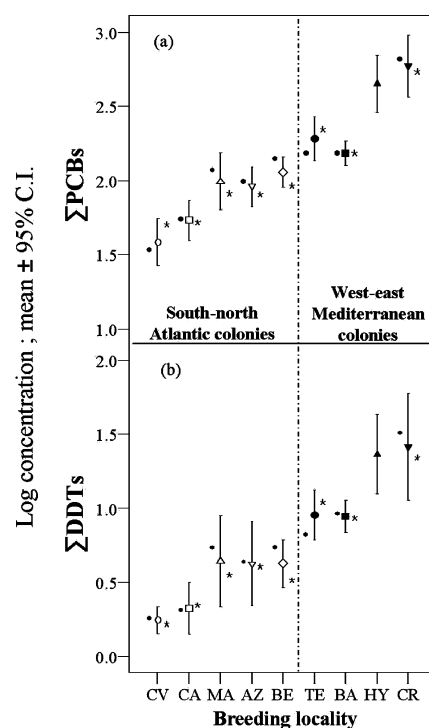 Log concentration ; mean ± 95% C.I.
∑PCBs
(a)
3.0
2.5
2.0
1.5
1.0
South-north
Atlantic colonies
West-east
Mediterranean
colonies
∑DDTs
(b)
2.0
1.5
1.0
0.5
0.0
CV CA MA AZ BE TE BA HY CR
Breeding locality